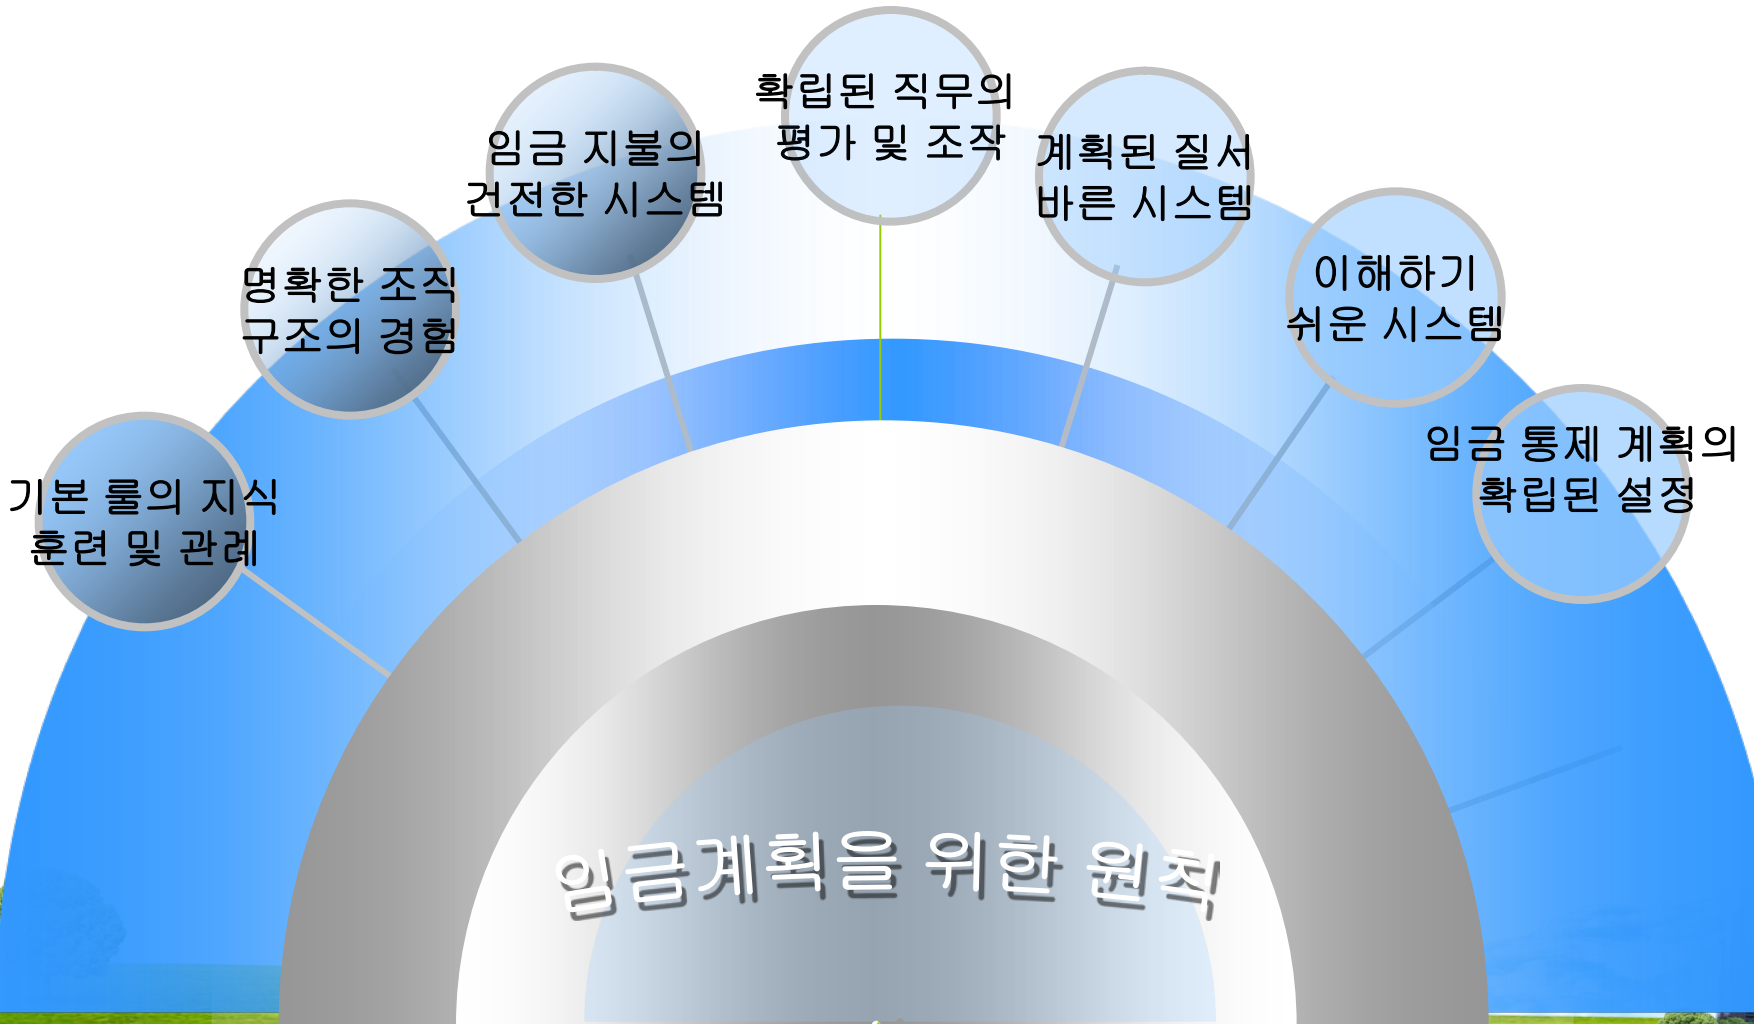 확립된 직무의
평가 및 조작
임금 지불의
건전한 시스템
계획된 질서
바른 시스템
명확한 조직
구조의 경험
이해하기
쉬운 시스템
기본 룰의 지식
훈련 및 관례
임금 통제 계획의
확립된 설정
임금계획을 위한 원칙